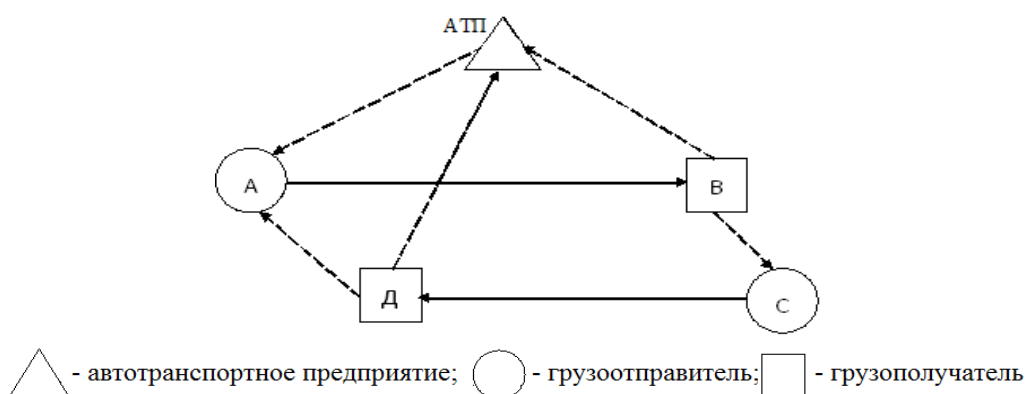 АТП
А
В
Д
С
- автотранспортное предприятие; - грузоотправитель; - грузополучатель